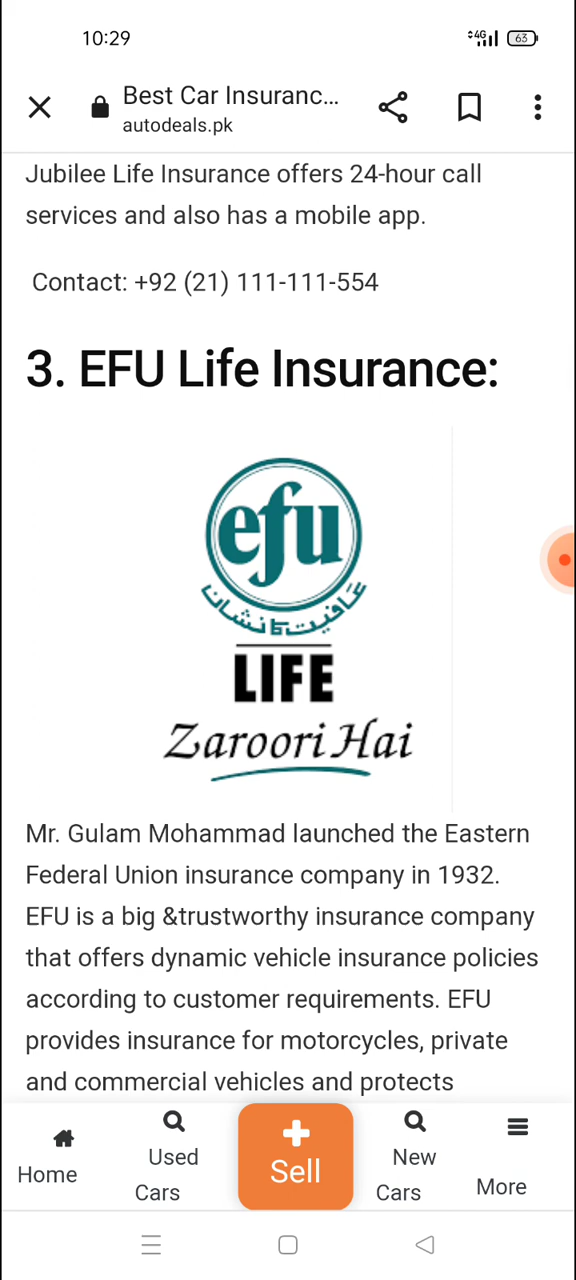 10:29
4G
63
Best Car Insuranc...
autodeals.pk
Jubilee Life Insurance offers 24-hour call
services and also has a mobile app.
Contact: +92 (21) 111-111-554
3. EFU Life Insurance:
efu
عافیت کا نشان
LIFE
Zaroori Hai
Mr. Gulam Mohammad launched the Eastern
Federal Union insurance company in 1932.
EFU is a big &trustworthy insurance company
that offers dynamic vehicle insurance policies
according to customer requirements. EFU
provides insurance for motorcycles, private
and commercial vehicles and protects
Home
Used
Cars
Sell
New
Cars
More